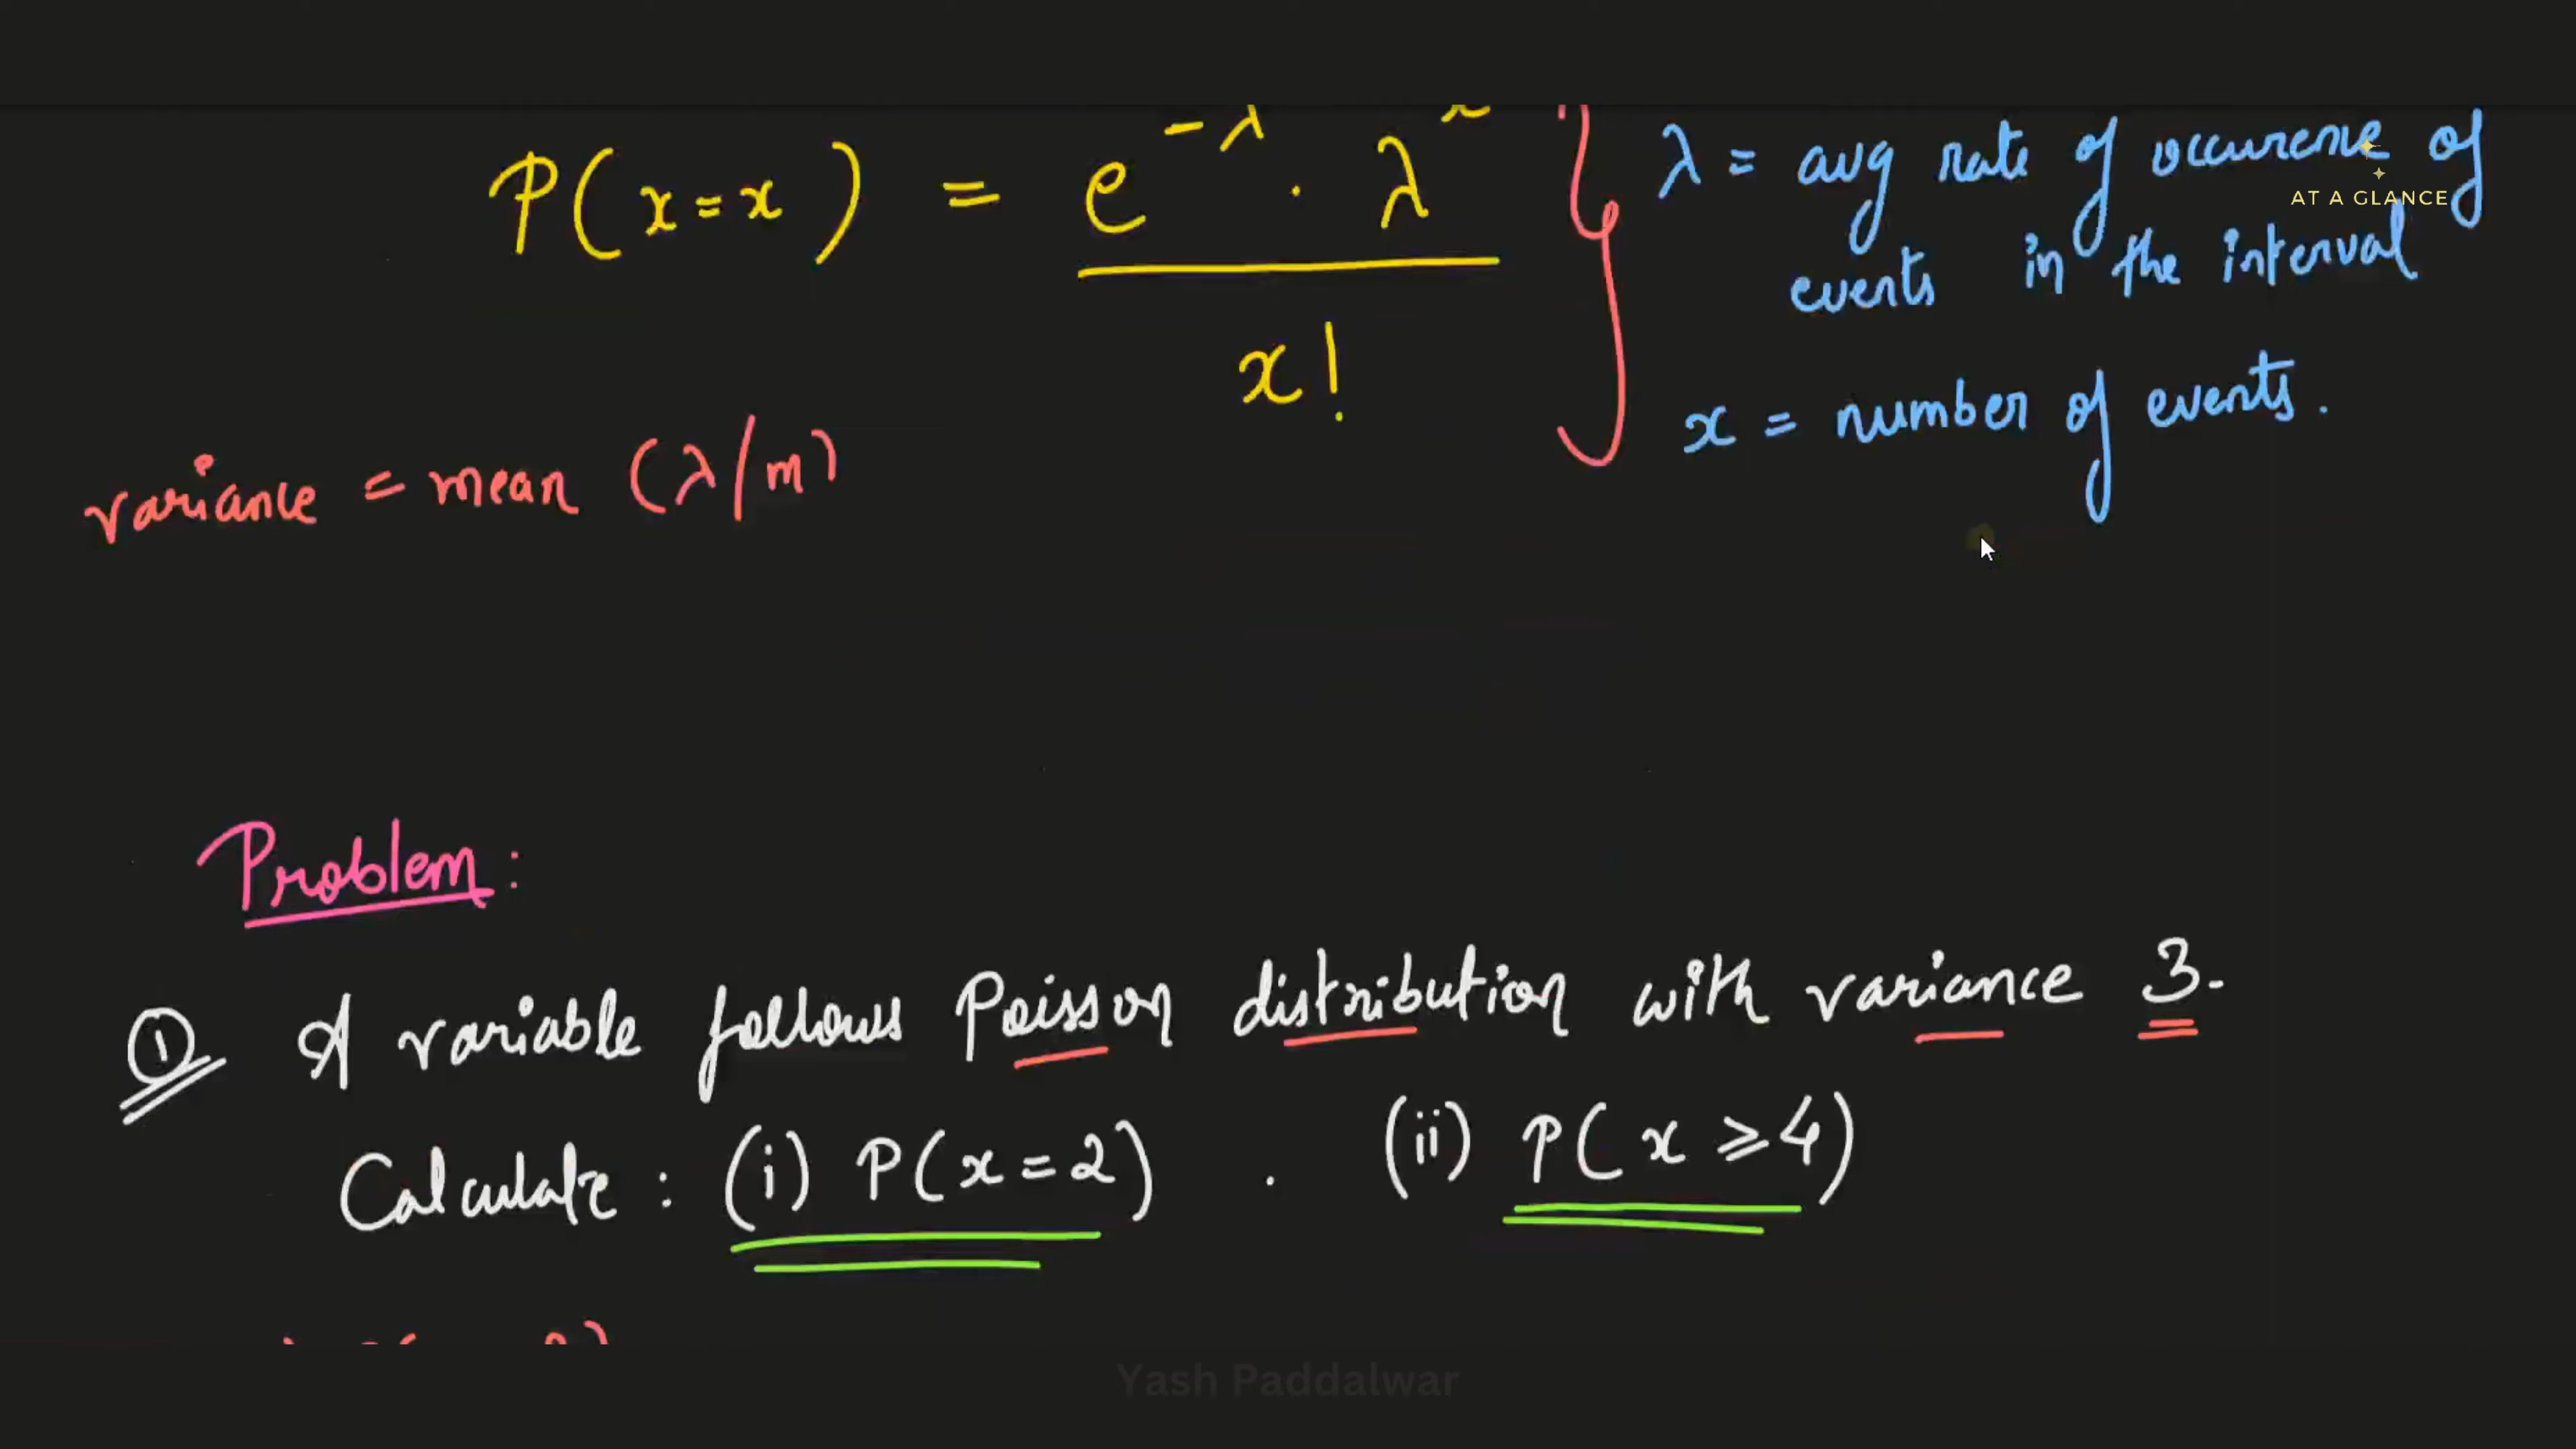 P(x=x) = e^-λ . λ^x / x!
λ = avg rate of occurence of
AT A GLANCE
events in the interval
x = number of events.
variance = mean (λ/m)
Problem:
① A variable follows Poisson distribution with variance 3.
Calculate : (i) P(x=2) . (ii) P(x ≥ 4)
Yash Paddalwar